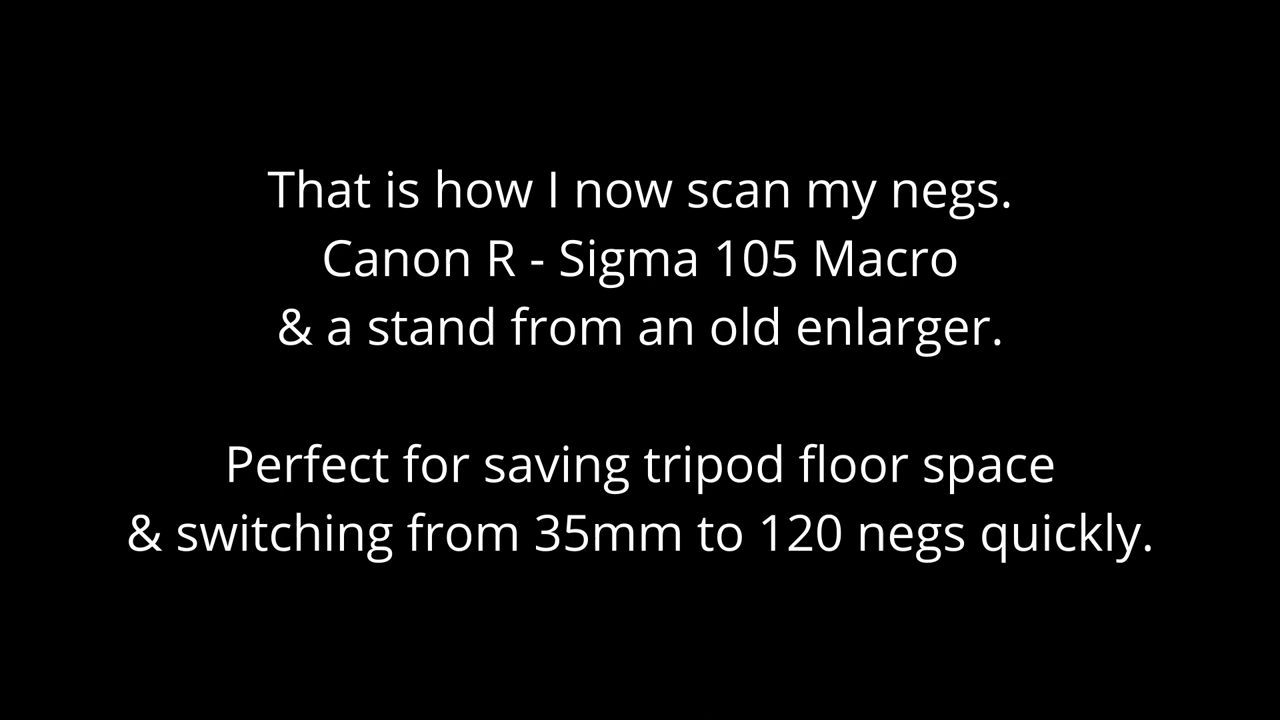 That is how I now scan my negs.
Canon R - Sigma 105 Macro
& a stand from an old enlarger.
Perfect for saving tripod floor space
& switching from 35mm to 120 negs quickly.